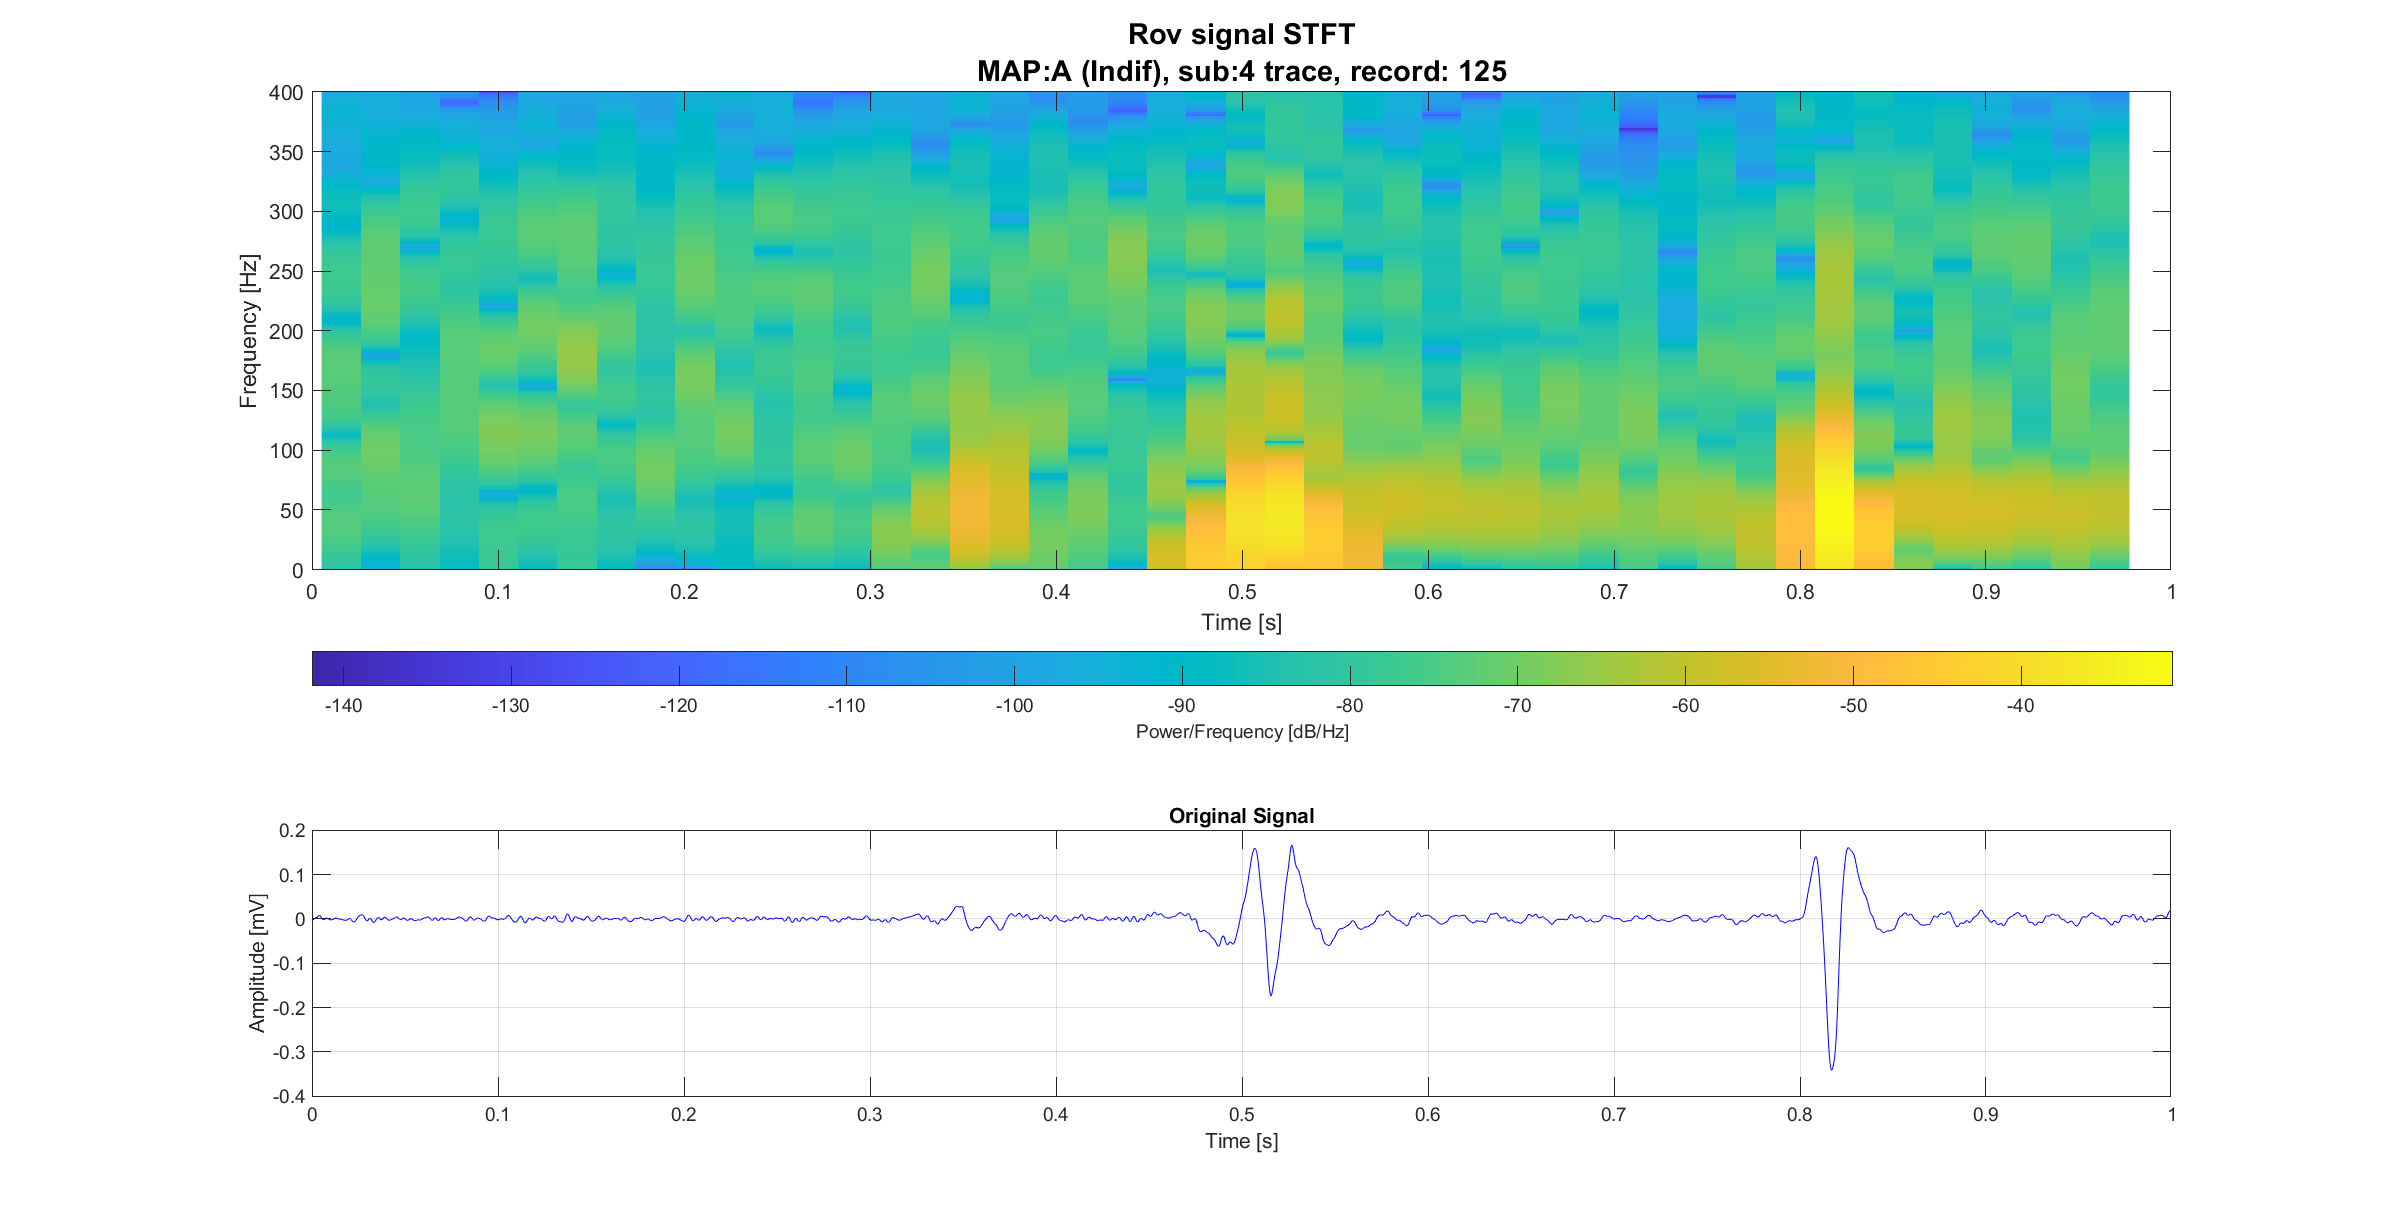 Rov signal STFT
MAP:A (Indif), sub:4 trace, record: 125
400
350
300
250
200
150
100
50
0
Frequency [Hz]
0 0.1 0.2 0.3 0.4 0.5 0.6 0.7 0.8 0.9 1
Time [s]
-140 -130 -120 -110 -100 -90 -80 -70 -60 -50 -40
Power/Frequency [dB/Hz]
Original Signal
0.2
0.1
0
-0.1
-0.2
-0.3
-0.4
Amplitude [mV]
0 0.1 0.2 0.3 0.4 0.5 0.6 0.7 0.8 0.9 1
Time [s]